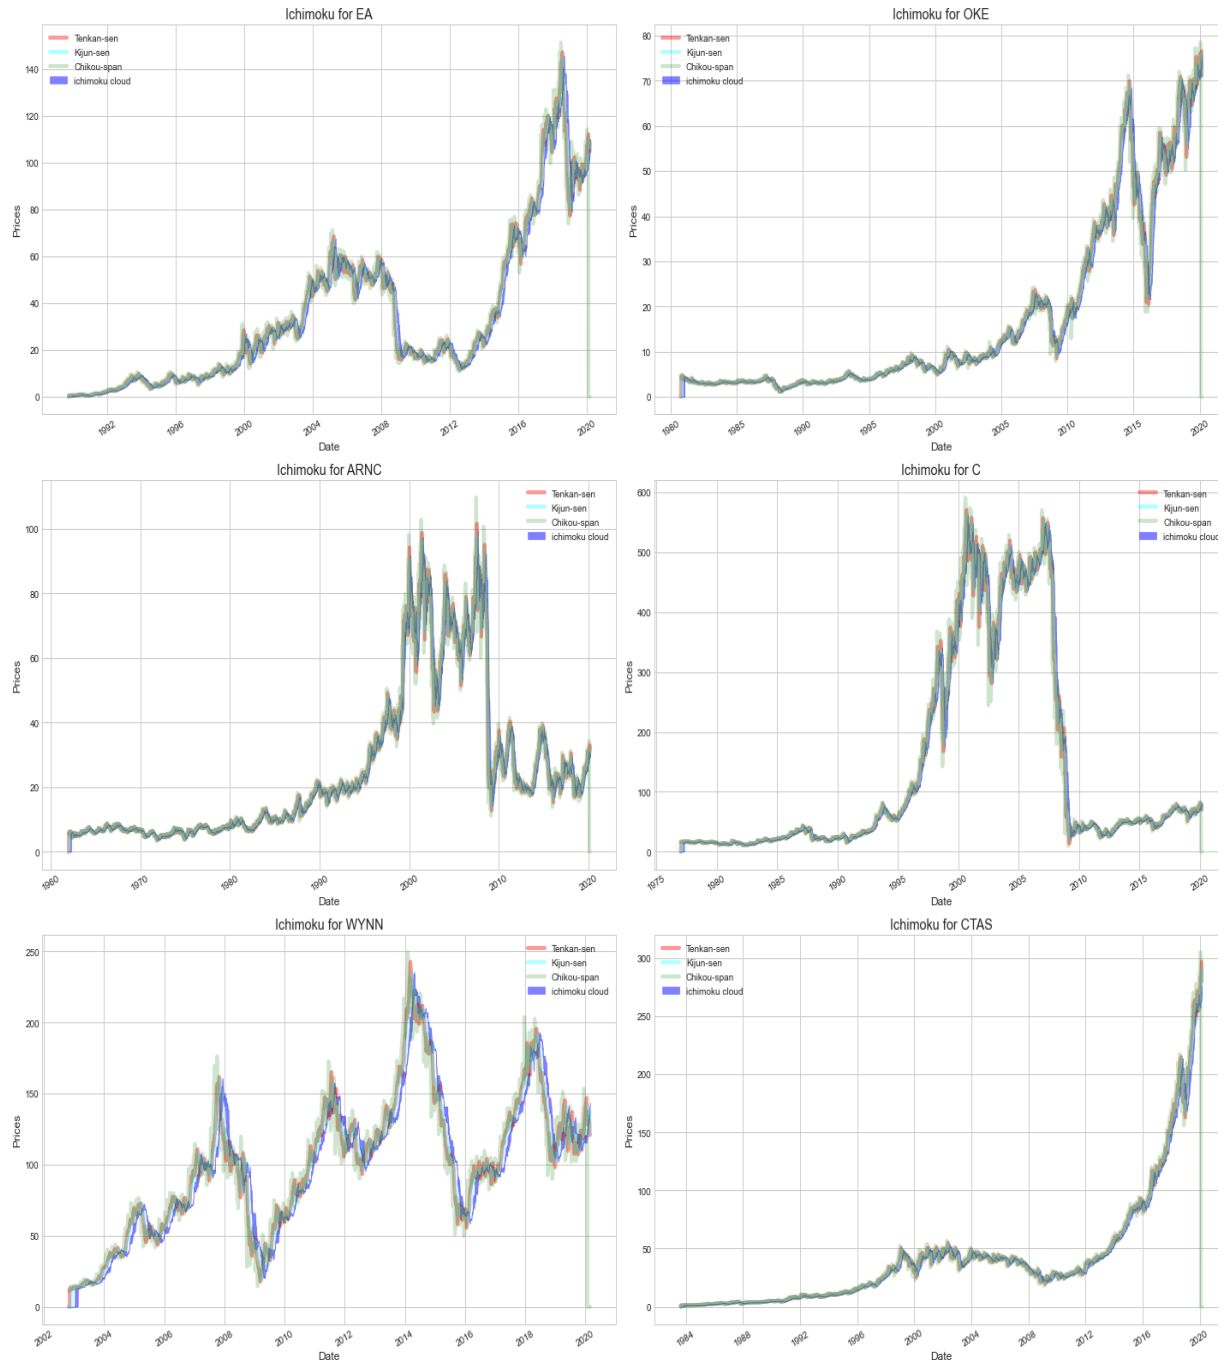 Ichimoku for EA
Tenkan-sen
Kijun-sen
Chikou-span
ichimoku cloud
Prices
140
120
100
80
60
40
20
0
1992
1996
2000
2004
2008
2012
2016
2020
Date
Ichimoku for OKE
Tenkan-sen
Kijun-sen
Chikou-span
ichimoku cloud
Prices
80
70
60
50
40
30
20
10
0
1980
1985
1990
1995
2000
2005
2010
2015
2020
Date
Ichimoku for ARNC
Tenkan-sen
Kijun-sen
Chikou-span
ichimoku cloud
Prices
100
80
60
40
20
0
1960
1970
1980
1990
2000
2010
2020
Date
Ichimoku for C
Tenkan-sen
Kijun-sen
Chikou-span
ichimoku cloud
Prices
600
500
400
300
200
100
0
1975
1980
1985
1990
1995
2000
2005
2010
2015
2020
Date
Ichimoku for WYNN
Tenkan-sen
Kijun-sen
Chikou-span
ichimoku cloud
Prices
250
200
150
100
50
0
2002
2004
2006
2008
2010
2012
2014
2016
2018
2020
Date
Ichimoku for CTAS
Tenkan-sen
Kijun-sen
Chikou-span
ichimoku cloud
Prices
300
250
200
150
100
50
0
1984
1988
1992
1996
2000
2004
2008
2012
2016
2020
Date